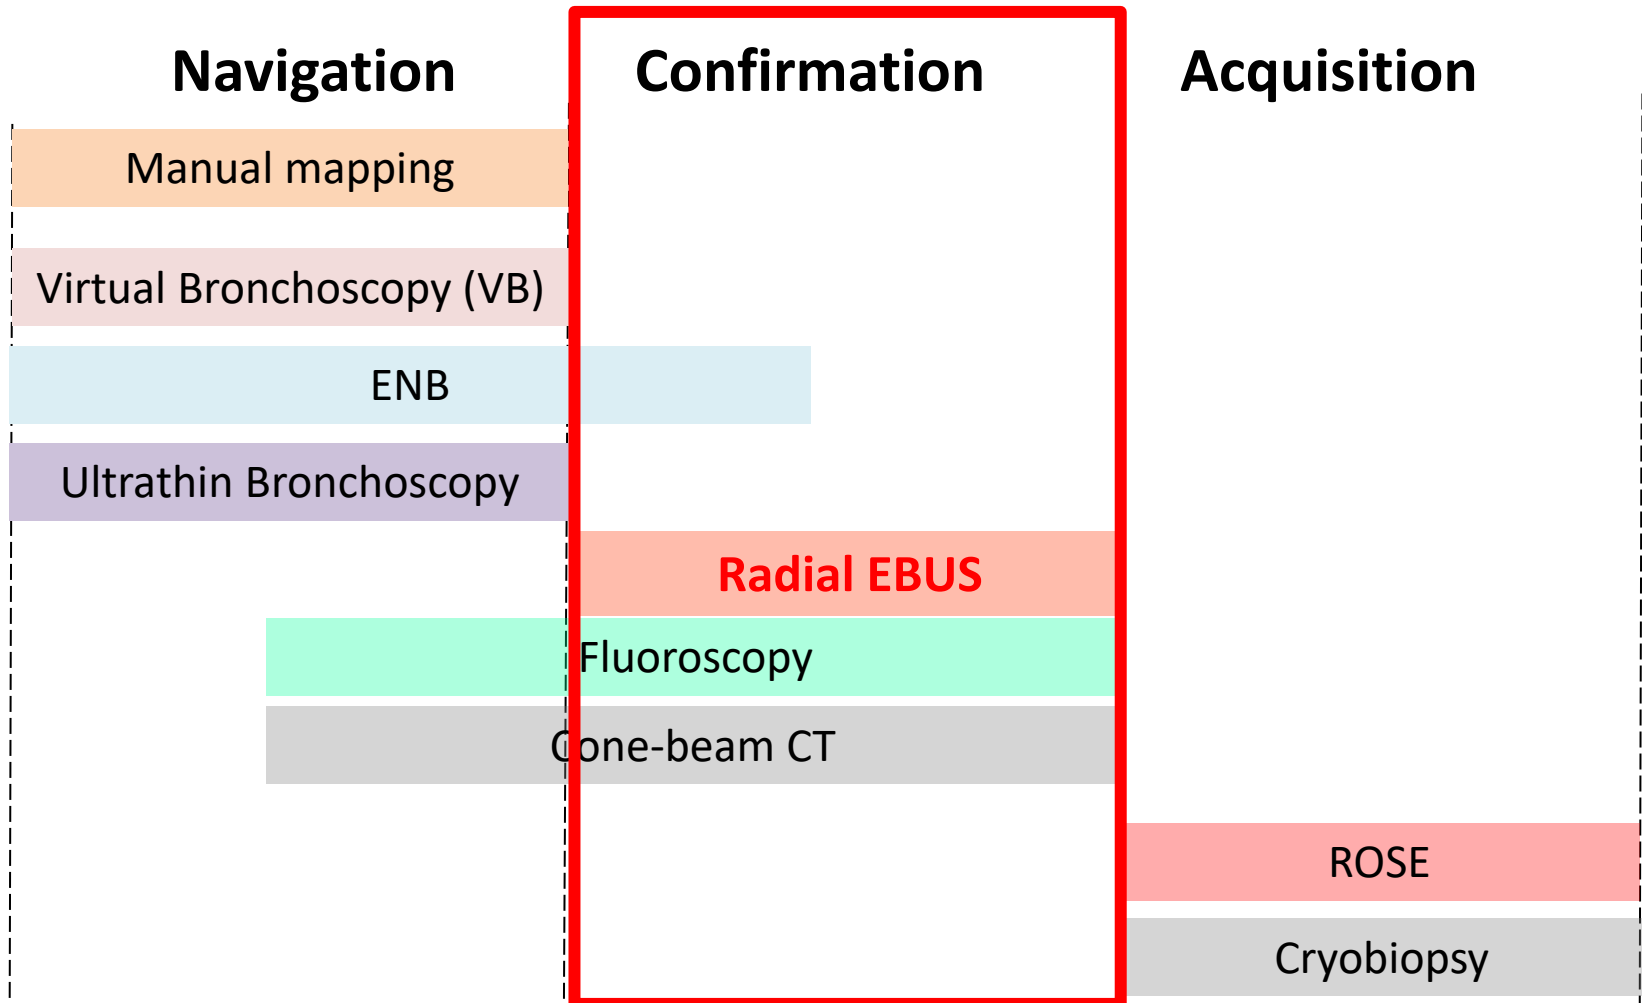 Navigation
Confirmation
Acquisition
Manual mapping
Virtual Bronchoscopy (VB)
ENB
Ultrathin Bronchoscopy
Radial EBUS
Fluoroscopy
Cone-beam CT
ROSE
Cryobiopsy